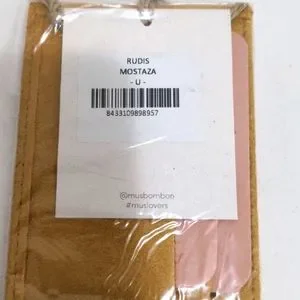 RUDIS
MOSTAZA
- U -
8433109898957
@musbombon
#muslovers